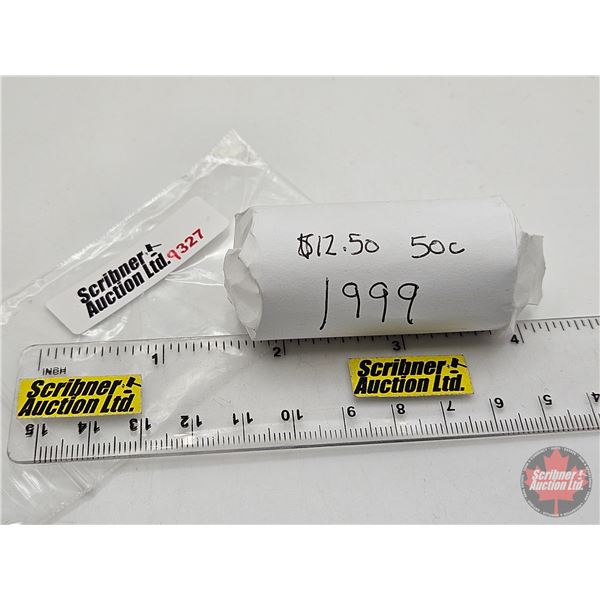 $12.50 50c
1999
Scribner
Auction Ltd.
9327
INCH 1 2 3 4
Scribner
Auction Ltd.
Scribner
Auction Ltd.
15 14 13 12 11 10 9 8 7 6 5 4
Scribner
Auction Ltd.